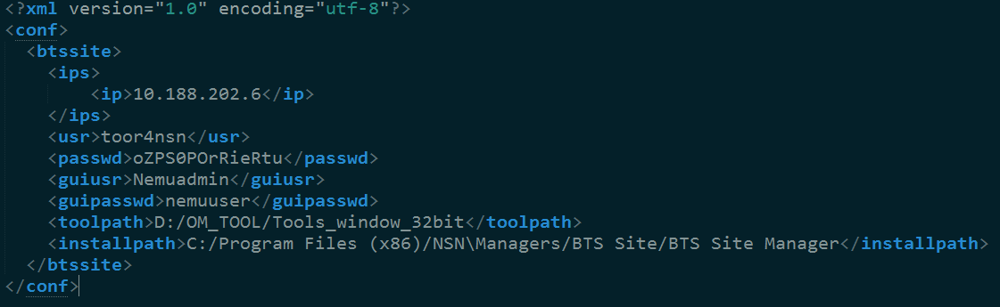 <?xml version="1.0" encoding="utf-8"?>
<conf>
<btssite>
<ips>
<ip>10.188.202.6</ip>
</ips>
<usr>toor4nsn</usr>
<passwd>oZPS0POrRieRtu</passwd>
<guiusr>Nemuadmin</guiusr>
<guipasswd>nemuuser</guipasswd>
<toolpath>D:/OM_TOOL/Tools_window_32bit</toolpath>
<installpath>C:/Program Files (x86)/NSN\Managers/BTS Site/BTS Site Manager</installpath>
</btssite>
</conf>